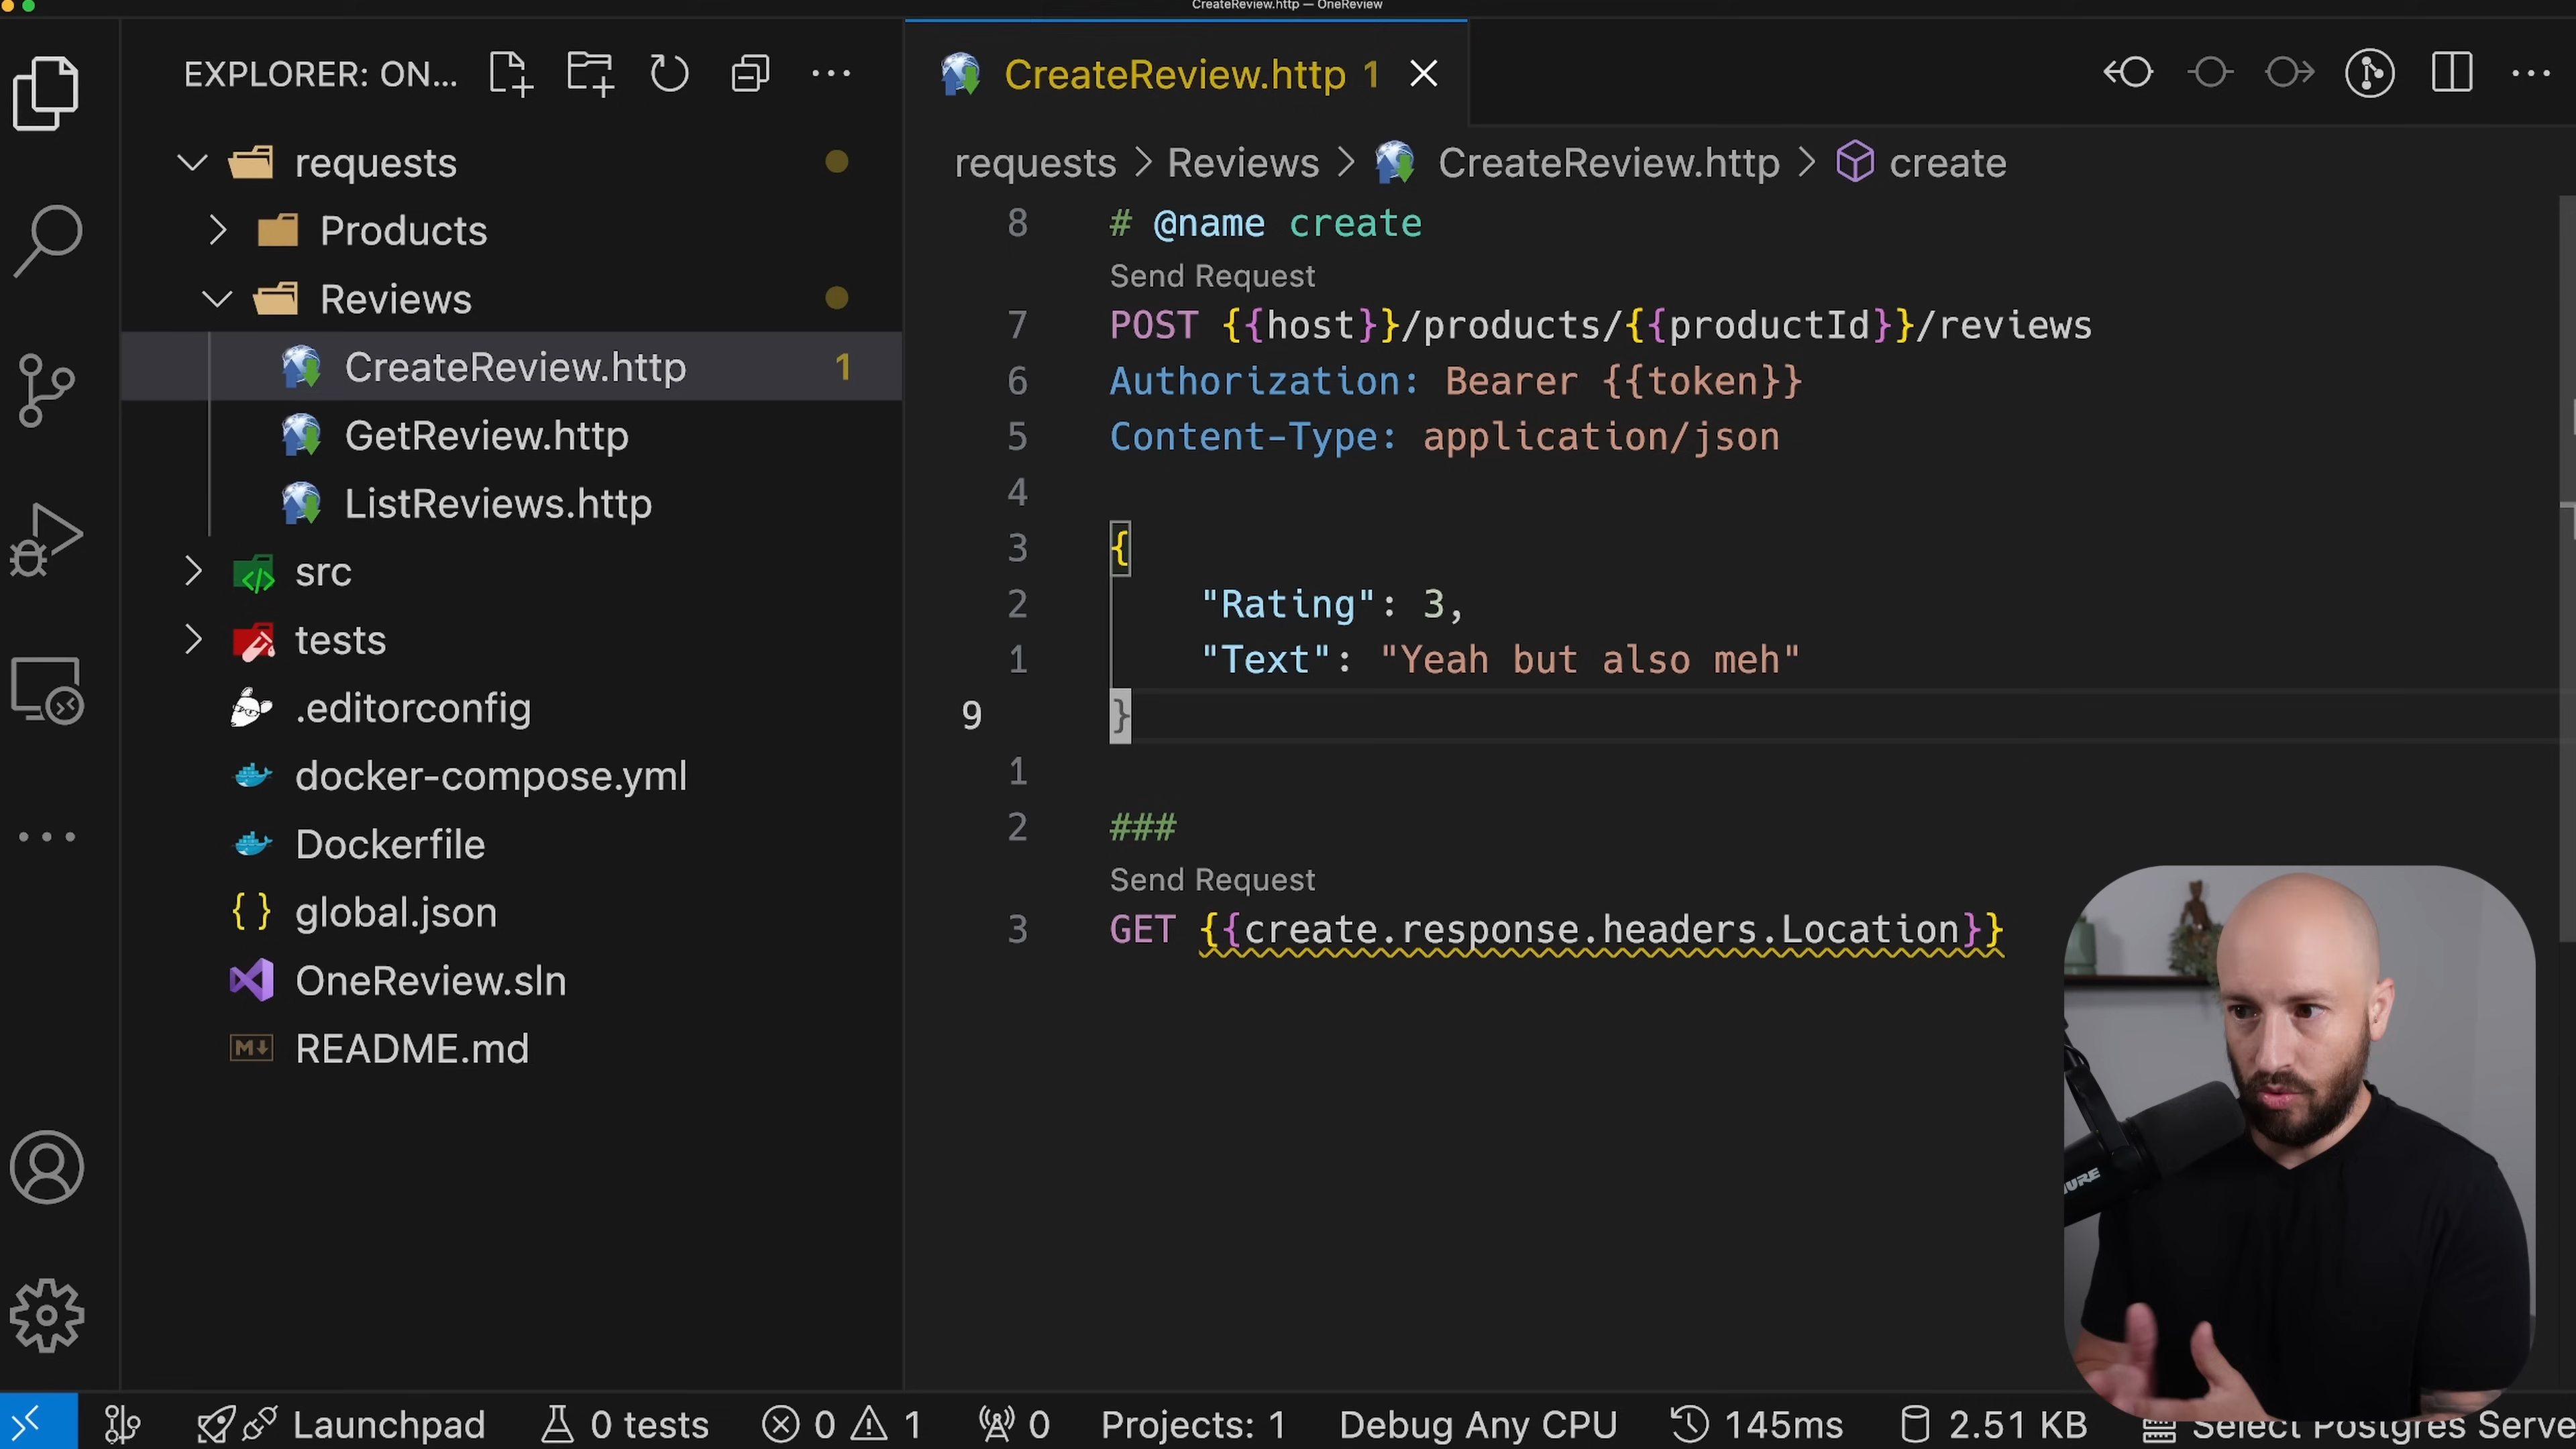 CreateReview.http — OneReview
EXPLORER: ON...
requests
Products
Reviews
CreateReview.http 1
GetReview.http
ListReviews.http
src
tests
.editorconfig
docker-compose.yml
Dockerfile
{ } global.json
OneReview.sln
README.md
CreateReview.http 1
requests > Reviews > CreateReview.http > create
8 # @name create
Send Request
7 POST {{host}}/products/{{productId}}/reviews
6 Authorization: Bearer {{token}}
5 Content-Type: application/json
4
3 {
2 "Rating": 3,
1 "Text": "Yeah but also meh"
9 }
1
2 ###
Send Request
3 GET {{create.response.headers.Location}}
Launchpad 0 tests 0 1 0 Projects: 1 Debug Any CPU 145ms 2.51 KB Select Postgres Serve